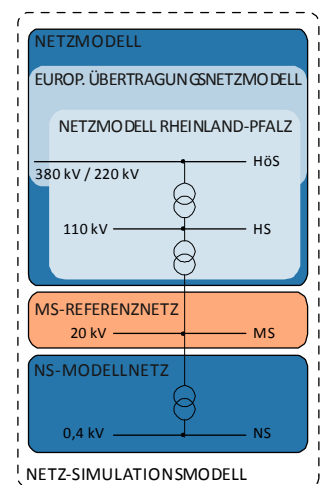 NETZMODELL
EUROP. ÜBERTRAGUNGSNETZMODELL
NETZMODELL RHEINLAND-PFALZ
HöS
380 kV / 220 kV
110 kV HS
MS-REFERENZNETZ
20 kV MS
NS-MODELLNETZ
0,4 kV NS
NETZ-SIMULATIONSMODELL